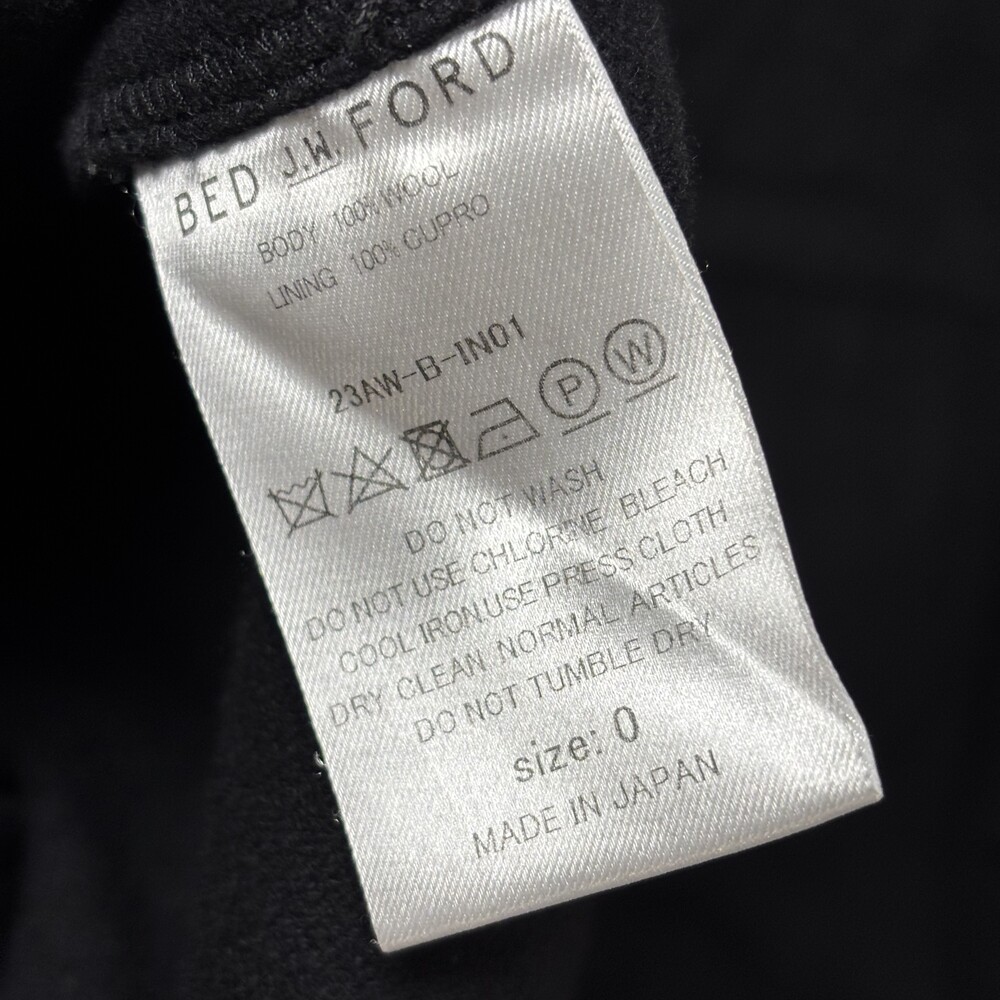 BED J.W. FORD
BODY 100% WOOL
LINING 100% CUPRO
23AW-B-IN01
P W
DO NOT WASH
DO NOT USE CHLORINE BLEACH
COOL IRON.USE PRESS CLOTH
DRY CLEAN NORMAL ARTICLES
DO NOT TUMBLE DRY
size: 0
MADE IN JAPAN